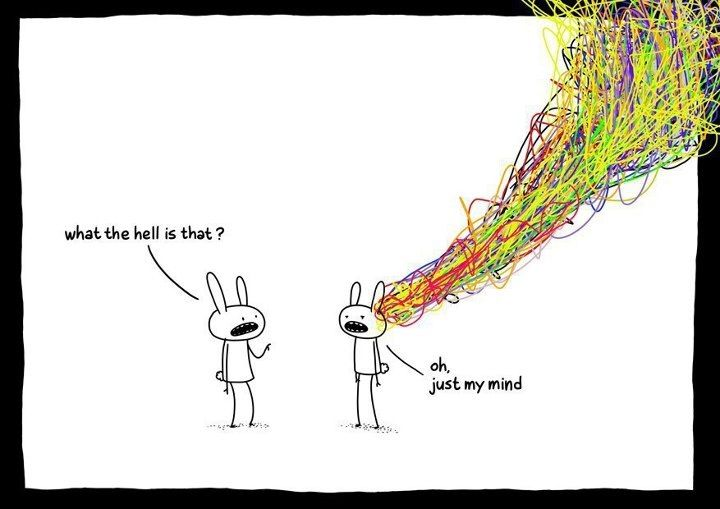 what the hell is that ?
oh,
just my mind